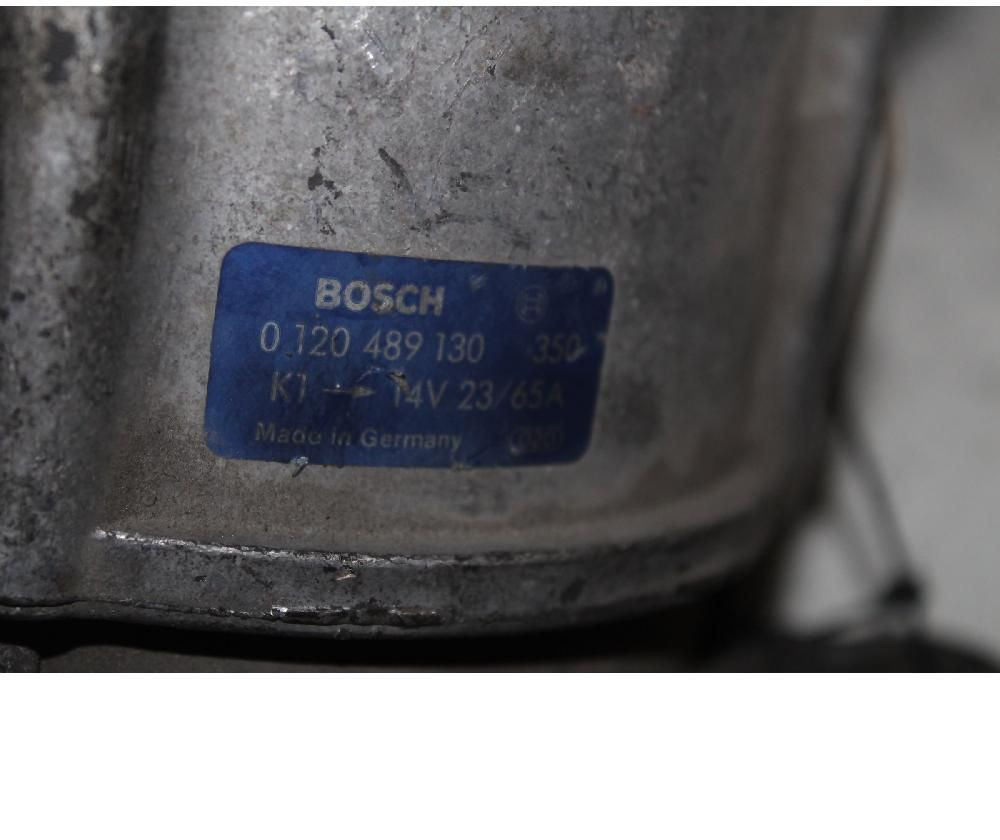 BOSCH
0 120 489 130 350
K1 → 14V 23/65A
Made in Germany